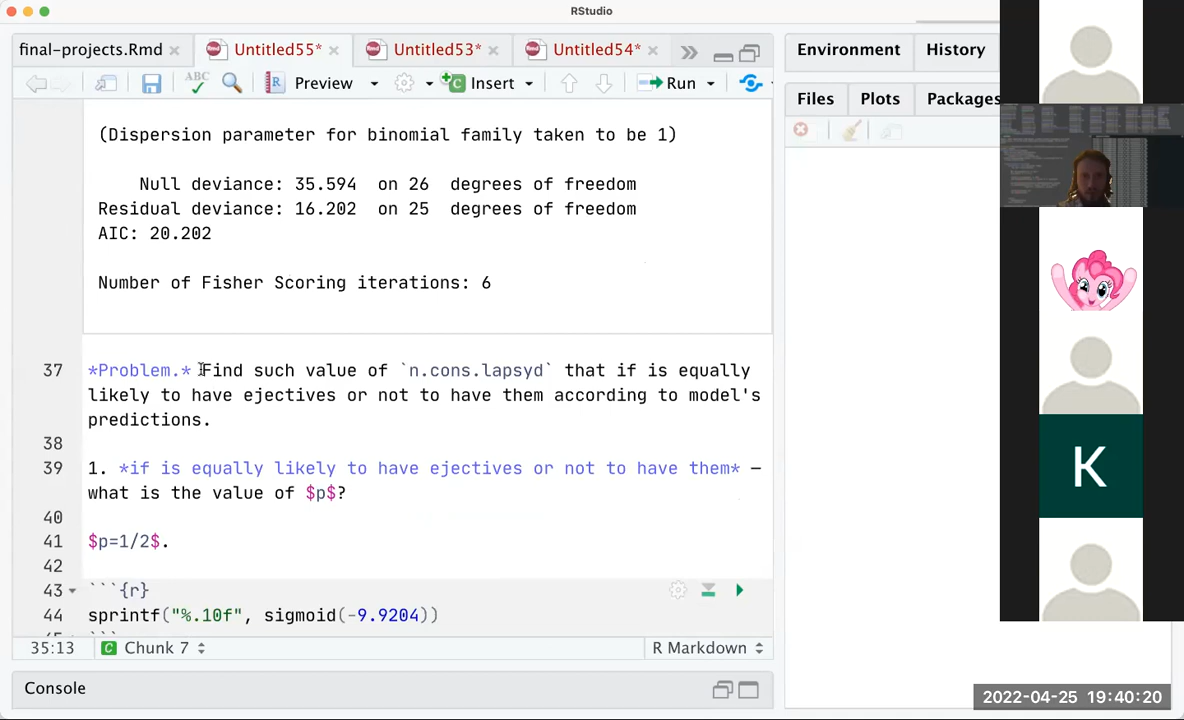 RStudio
final-projects.Rmd
Untitled55*
Untitled53*
Untitled54*
Environment
History
ABC
Preview
Insert
Run
Files
Plots
Packages
(Dispersion parameter for binomial family taken to be 1)
Null deviance: 35.594 on 26 degrees of freedom
Residual deviance: 16.202 on 25 degrees of freedom
AIC: 20.202
Number of Fisher Scoring iterations: 6
37 *Problem.* Find such value of `n.cons.lapsyd` that if is equally
likely to have ejectives or not to have them according to model's
predictions.
38
39 1. *if is equally likely to have ejectives or not to have them* —
what is the value of $p$?
40
41 $p=1/2$.
42
43 ```{r}
44 sprintf("%.10f", sigmoid(-9.9204))
35:13
Chunk 7
R Markdown
Console
K
2022-04-25 19:40:20